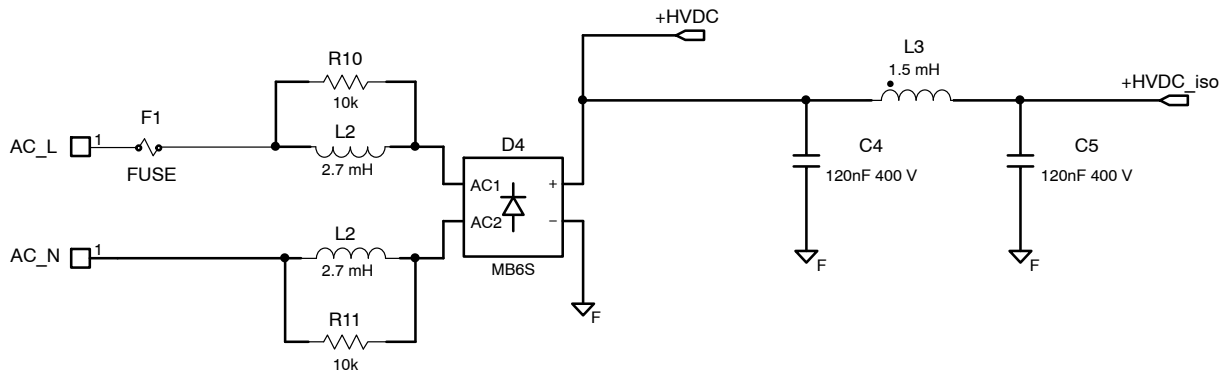 +HVDC
R10
10k
L3
1.5 mH
+HVDC_iso
F1
FUSE
AC_L
1
L2
2.7 mH
D4
AC1
AC2
+
−
MB6S
C4
120nF 400 V
C5
120nF 400 V
AC_N
1
L2
2.7 mH
R11
10k
F
F
F